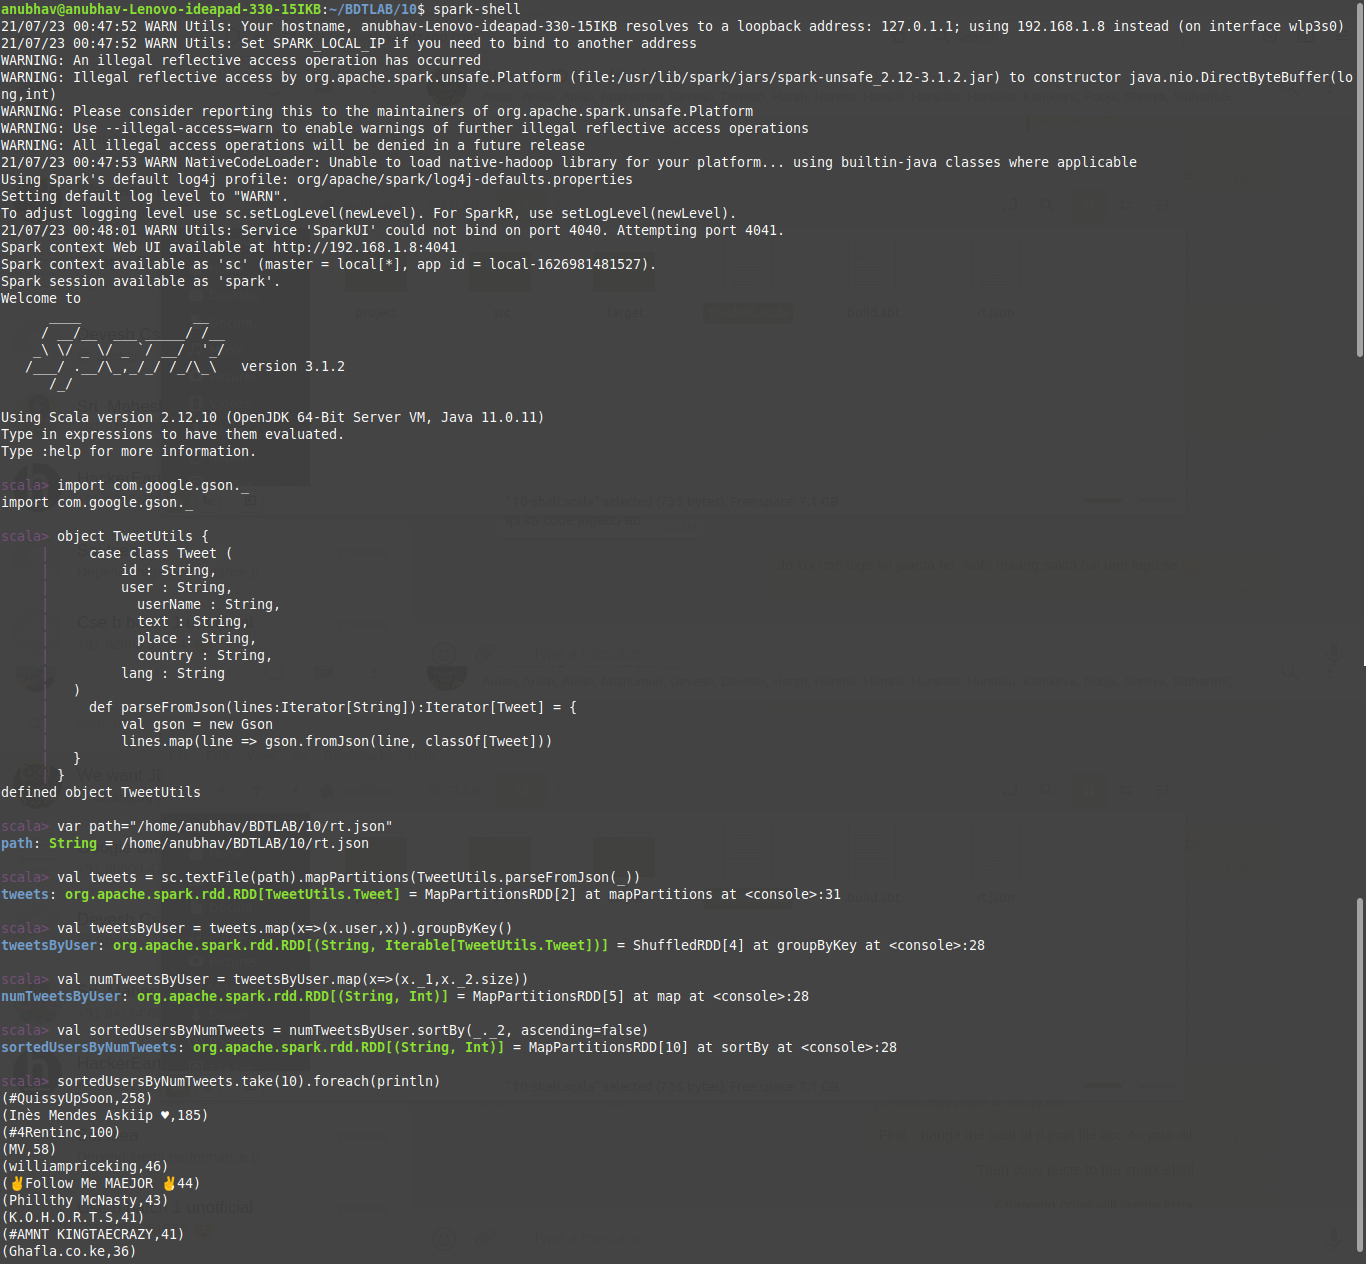 anubhav@anubhav-Lenovo-ideapad-330-15IKB:~/BDTLAB/10$ spark-shell
21/07/23 00:47:52 WARN Utils: Your hostname, anubhav-Lenovo-ideapad-330-15IKB resolves to a loopback address: 127.0.1.1; using 192.168.1.8 instead (on interface wlp3s0)
21/07/23 00:47:52 WARN Utils: Set SPARK_LOCAL_IP if you need to bind to another address
WARNING: An illegal reflective access operation has occurred
WARNING: Illegal reflective access by org.apache.spark.unsafe.Platform (file:/usr/lib/spark/jars/spark-unsafe_2.12-3.1.2.jar) to constructor java.nio.DirectByteBuffer(lo
ng,int)
WARNING: Please consider reporting this to the maintainers of org.apache.spark.unsafe.Platform
WARNING: Use --illegal-access=warn to enable warnings of further illegal reflective access operations
WARNING: All illegal access operations will be denied in a future release
21/07/23 00:47:53 WARN NativeCodeLoader: Unable to load native-hadoop library for your platform... using builtin-java classes where applicable
Using Spark's default log4j profile: org/apache/spark/log4j-defaults.properties
Setting default log level to "WARN".
To adjust logging level use sc.setLogLevel(newLevel). For SparkR, use setLogLevel(newLevel).
21/07/23 00:48:01 WARN Utils: Service 'SparkUI' could not bind on port 4040. Attempting port 4041.
Spark context Web UI available at http://192.168.1.8:4041
Spark context available as 'sc' (master = local[*], app id = local-1626981481527).
Spark session available as 'spark'.
Welcome to
      ____              __
     / __/__  ___ _____/ /__
    _\ \/ _ \/ _ `/ __/  '_/
   /___/ .__/\_,_/_/ /_/\_\   version 3.1.2
      /_/
Using Scala version 2.12.10 (OpenJDK 64-Bit Server VM, Java 11.0.11)
Type in expressions to have them evaluated.
Type :help for more information.
scala> import com.google.gson._
import com.google.gson._
scala> object TweetUtils {
     |     case class Tweet (
     |         id : String,
     |         user : String,
     |           userName : String,
     |           text : String,
     |           place : String,
     |           country : String,
     |         lang : String
     |   )
     |     def parseFromJson(lines:Iterator[String]):Iterator[Tweet] = {
     |         val gson = new Gson
     |         lines.map(line => gson.fromJson(line, classOf[Tweet]))
     |   }
     | }
defined object TweetUtils
scala> var path="/home/anubhav/BDTLAB/10/rt.json"
path: String = /home/anubhav/BDTLAB/10/rt.json
scala> val tweets = sc.textFile(path).mapPartitions(TweetUtils.parseFromJson(_))
tweets: org.apache.spark.rdd.RDD[TweetUtils.Tweet] = MapPartitionsRDD[2] at mapPartitions at <console>:31
scala> val tweetsByUser = tweets.map(x=>(x.user,x)).groupByKey()
tweetsByUser: org.apache.spark.rdd.RDD[(String, Iterable[TweetUtils.Tweet])] = ShuffledRDD[4] at groupByKey at <console>:28
scala> val numTweetsByUser = tweetsByUser.map(x=>(x._1,x._2.size))
numTweetsByUser: org.apache.spark.rdd.RDD[(String, Int)] = MapPartitionsRDD[5] at map at <console>:28
scala> val sortedUsersByNumTweets = numTweetsByUser.sortBy(_._2, ascending=false)
sortedUsersByNumTweets: org.apache.spark.rdd.RDD[(String, Int)] = MapPartitionsRDD[10] at sortBy at <console>:28
scala> sortedUsersByNumTweets.take(10).foreach(println)
(#QuissyUpSoon,258)
(Inès Mendes Askiip ♥,185)
(#4Rentinc,100)
(MV,58)
(williampriceking,46)
(✌Follow Me MAEJOR ✌44)
(Phillthy McNasty,43)
(K.O.H.O.R.T.S,41)
(#AMNT KINGTAECRAZY,41)
(Ghafla.co.ke,36)